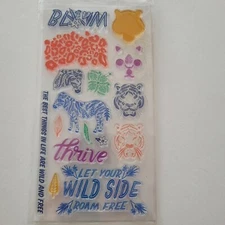 BLOOM
THE BEST THINGS IN LIFE ARE WILD AND FREE
thrive
LET YOUR
WILD SIDE
ROAM FREE